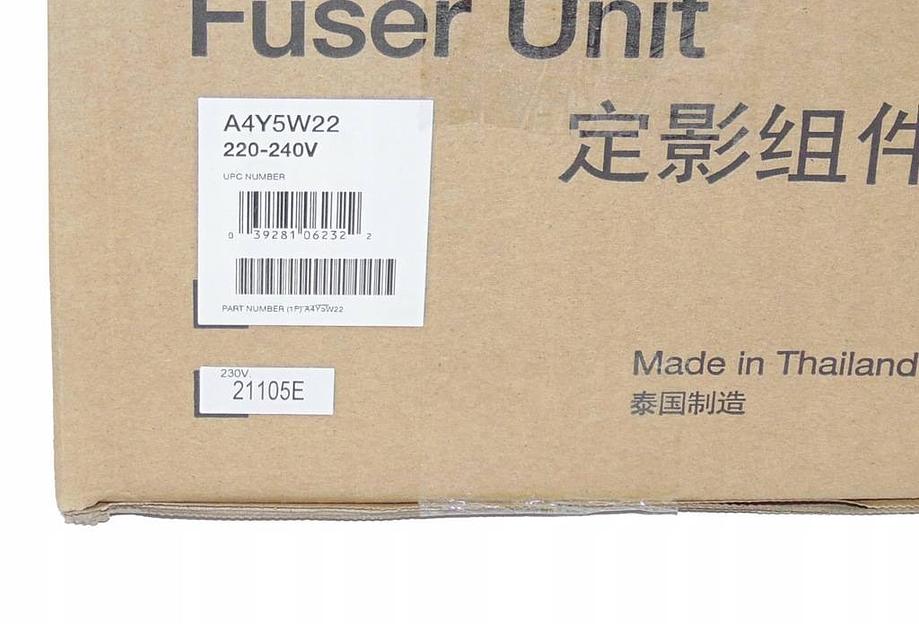 Fuser Unit
定影组件
A4Y5W22
220-240V
UPC NUMBER
0 39281 06232 2
PART NUMBER (1P) A4Y5W22
230V.
21105E
Made in Thailand
泰国制造